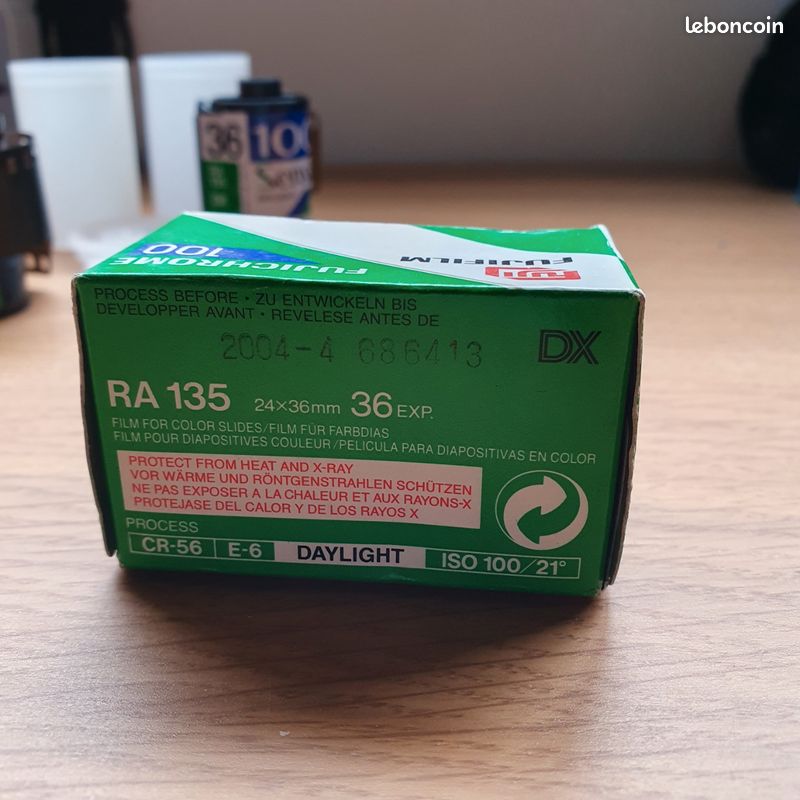 leboncoin
36
100
FUJI
FUJIFILM
FUJICHROME
100
PROCESS BEFORE · ZU ENTWICKELN BIS
DEVELOPPER AVANT · REVELESE ANTES DE
2004-4 686413
DX
RA 135 24×36mm 36 EXP.
FILM FOR COLOR SLIDES/FILM FÜR FARBDIAS
FILM POUR DIAPOSITIVES COULEUR/PELICULA PARA DIAPOSITIVAS EN COLOR
PROTECT FROM HEAT AND X-RAY
VOR WÄRME UND RÖNTGENSTRAHLEN SCHÜTZEN
NE PAS EXPOSER A LA CHALEUR ET AUX RAYONS-X
PROTEJASE DEL CALOR Y DE LOS RAYOS X
PROCESS
CR-56 E-6 DAYLIGHT ISO 100/21°